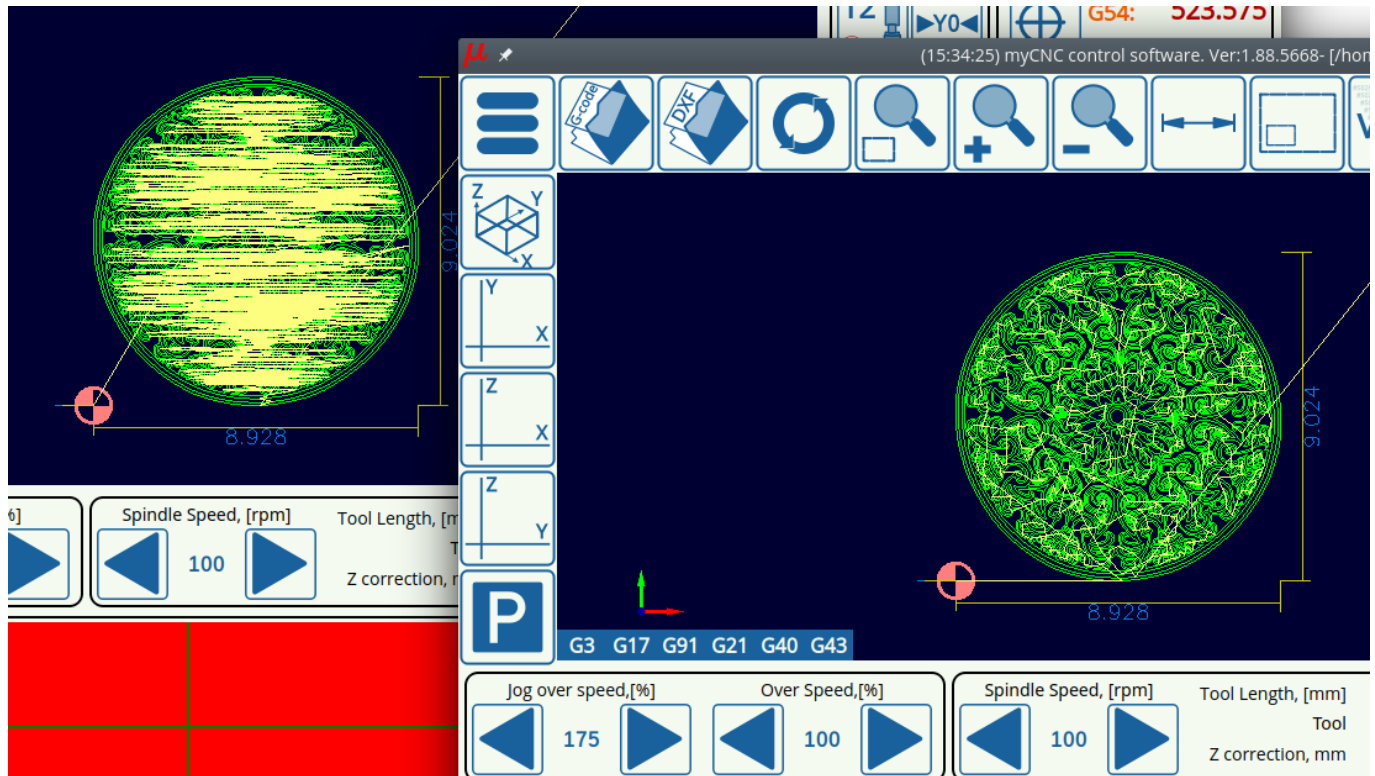 Y0
G54: 523.575
μ (15:34:25) myCNC control software. Ver:1.88.5668- [/hon
G-code
DXF
9.024
8.928
Z
Y
X
Y
X
Z
X
Z
Y
P
9.024
8.928
G3 G17 G91 G21 G40 G43
%]
Spindle Speed, [rpm]
100
Tool Length, [m
T
Z correction, m
Jog over speed,[%]
175
Over Speed,[%]
100
Spindle Speed, [rpm]
100
Tool Length, [mm]
Tool
Z correction, mm